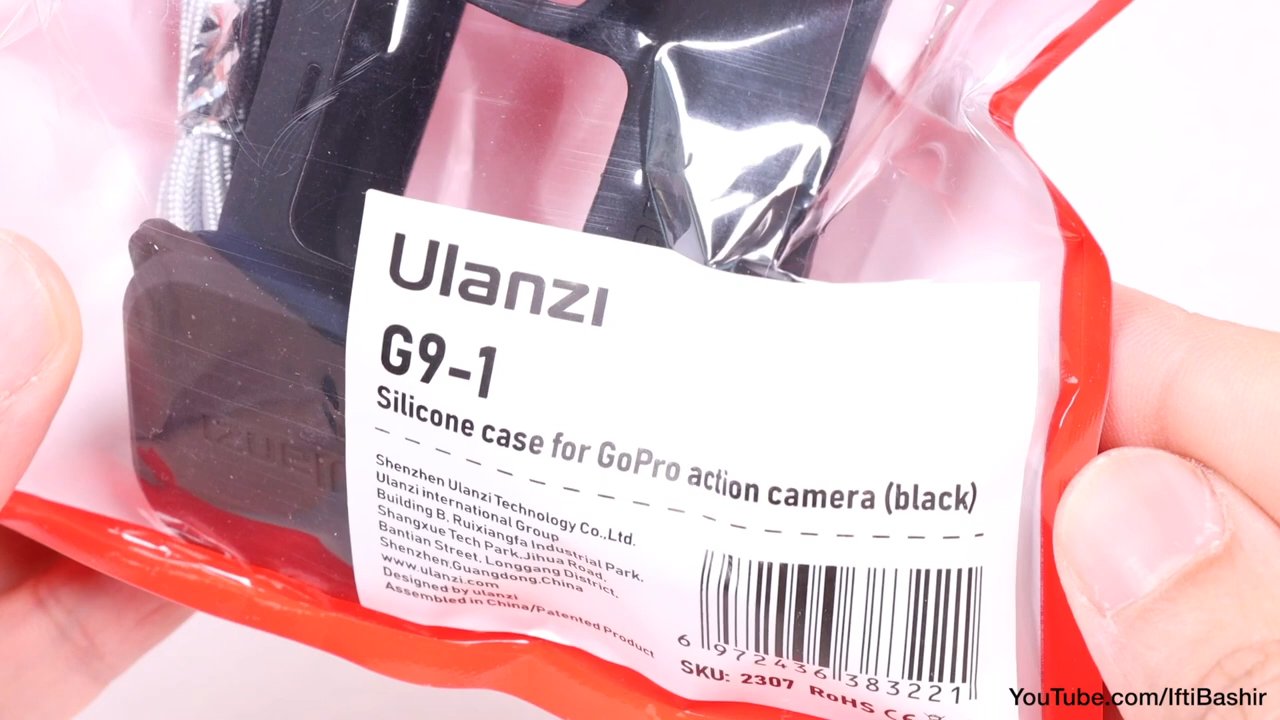 Ulanzi
G9-1
Silicone case for GoPro action camera (black)
Shenzhen Ulanzi Technology Co.,Ltd.
Ulanzi international Group
Building B. Ruixiangfa Industrial Park.
Shangxue Tech Park.Jihua Road.
Bantian Street. Longgang District.
Shenzhen.Guangdong.China
www.ulanzi.com
Designed by ulanzi
Assembled in China/Patented Product
6 972436 383221
SKU: 2307 RoHS CE
YouTube.com/IftiBashir